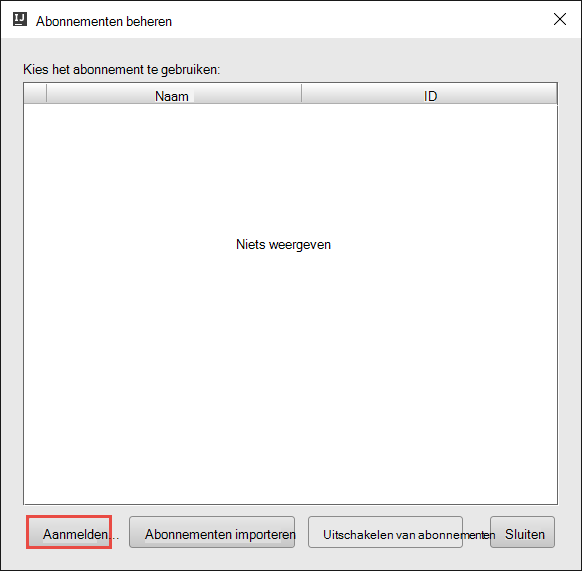 IJ
Abonnementen beheren
Kies het abonnement te gebruiken:
Naam ID
Niets weergeven
Aanmelden... Abonnementen importeren Uitschakelen van abonnementen Sluiten